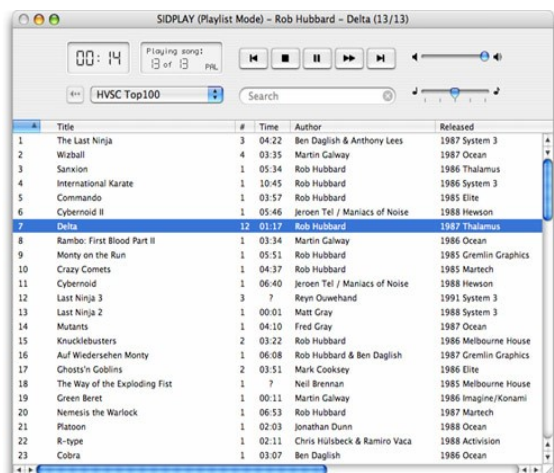 SIDPLAY (Playlist Mode) – Rob Hubbard – Delta (13/13)
00:14
Playing song:
13 of 13 PAL
HVSC Top100
Search
Title # Time Author Released
1 The Last Ninja 3 04:22 Ben Daglish & Anthony Lees 1987 System 3
2 Wizball 4 03:35 Martin Galway 1987 Ocean
3 Sanxion 1 05:34 Rob Hubbard 1986 Thalamus
4 International Karate 1 10:45 Rob Hubbard 1986 System 3
5 Commando 1 03:57 Rob Hubbard 1985 Elite
6 Cybernoid II 1 05:46 Jeroen Tel / Maniacs of Noise 1988 Hewson
7 Delta 12 01:17 Rob Hubbard 1987 Thalamus
8 Rambo: First Blood Part II 1 03:34 Martin Galway 1986 Ocean
9 Monty on the Run 1 05:51 Rob Hubbard 1985 Gremlin Graphics
10 Crazy Comets 1 04:37 Rob Hubbard 1985 Martech
11 Cybernoid 1 06:40 Jeroen Tel / Maniacs of Noise 1988 Hewson
12 Last Ninja 3 3 ? Reyn Ouwehand 1991 System 3
13 Last Ninja 2 1 00:01 Matt Gray 1988 System 3
14 Mutants 1 04:10 Fred Gray 1987 Ocean
15 Knucklebusters 2 03:22 Rob Hubbard 1986 Melbourne House
16 Auf Wiedersehen Monty 1 06:08 Rob Hubbard & Ben Daglish 1987 Gremlin Graphics
17 Ghosts'n Goblins 2 03:51 Mark Cooksey 1986 Elite
18 The Way of the Exploding Fist 1 ? Neil Brennan 1985 Melbourne House
19 Green Beret 1 00:11 Martin Galway 1986 Imagine/Konami
20 Nemesis the Warlock 1 06:53 Rob Hubbard 1987 Martech
21 Platoon 1 02:03 Jonathan Dunn 1988 Ocean
22 R-type 1 02:11 Chris Hülsbeck & Ramiro Vaca 1988 Activision
23 Cobra 1 03:07 Ben Daglish 1986 Ocean